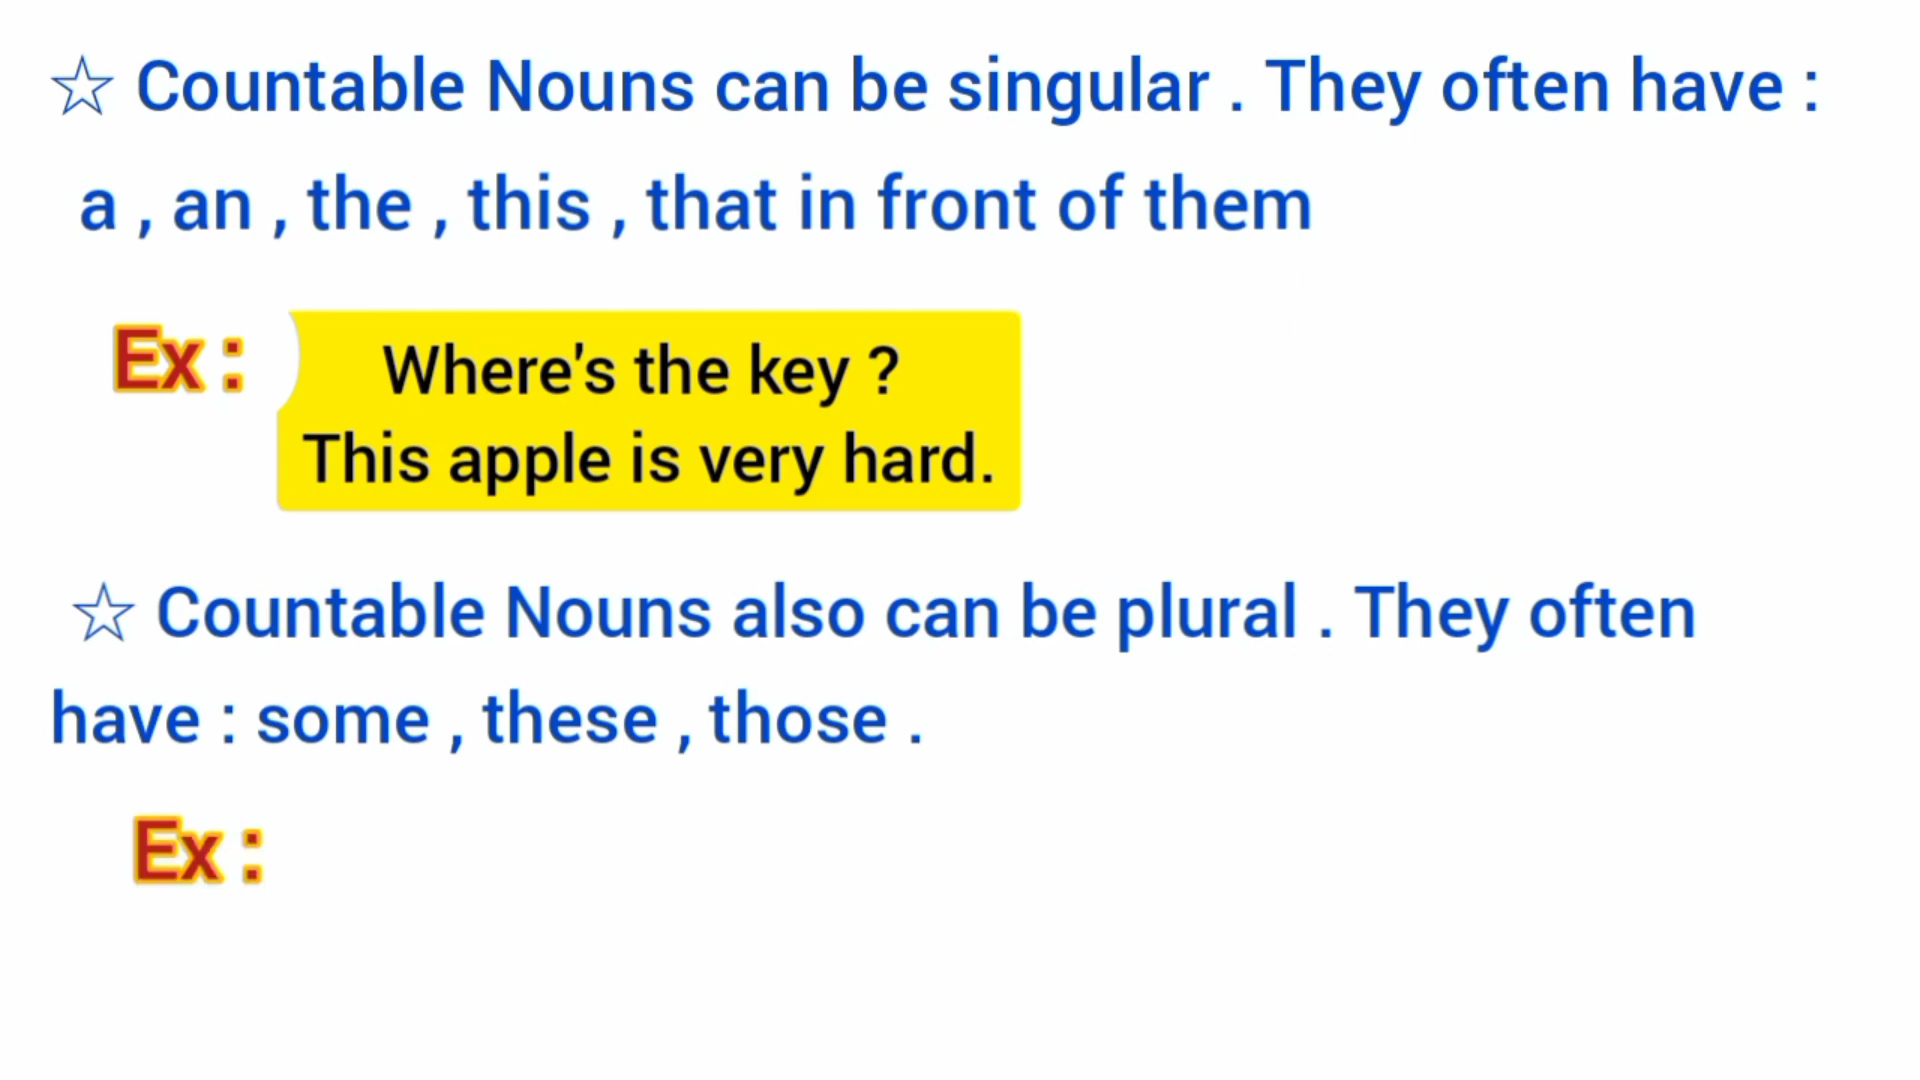 ☆ Countable Nouns can be singular . They often have :
a , an , the , this , that in front of them
Ex :
Where's the key ?
This apple is very hard.
☆ Countable Nouns also can be plural . They often
have : some , these , those .
Ex :